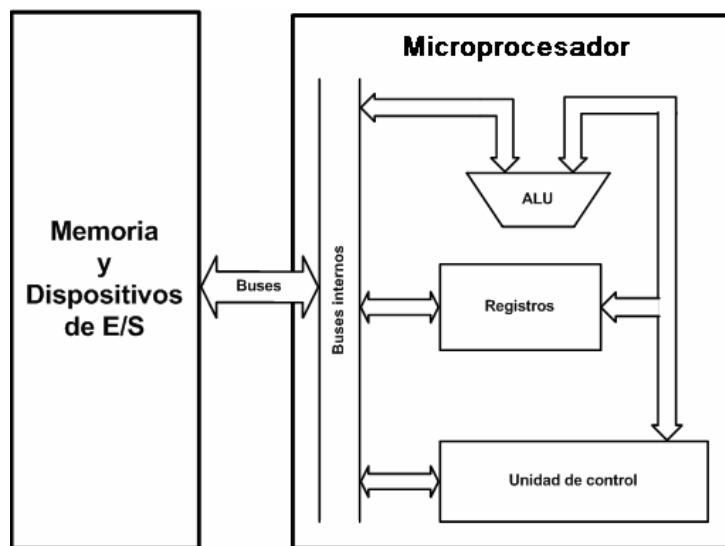 Microprocesador
Memoria
y
Dispositivos
de E/S
Buses
Buses internos
ALU
Registros
Unidad de control